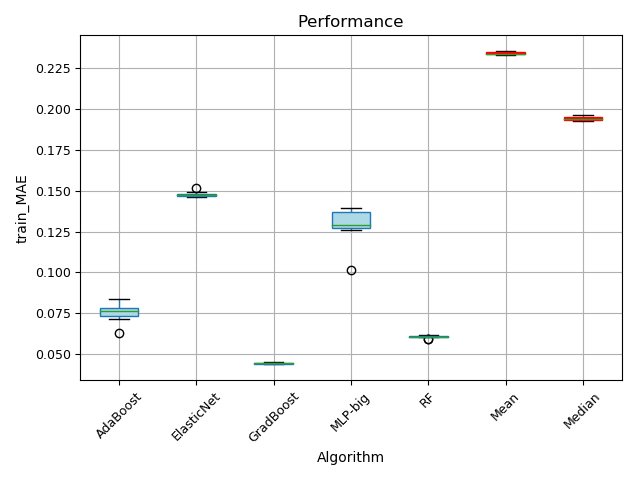 Performance
train_MAE
0.225
0.200
0.175
0.150
0.125
0.100
0.075
0.050
AdaBoost
ElasticNet
GradBoost
MLP-big
RF
Mean
Median
Algorithm